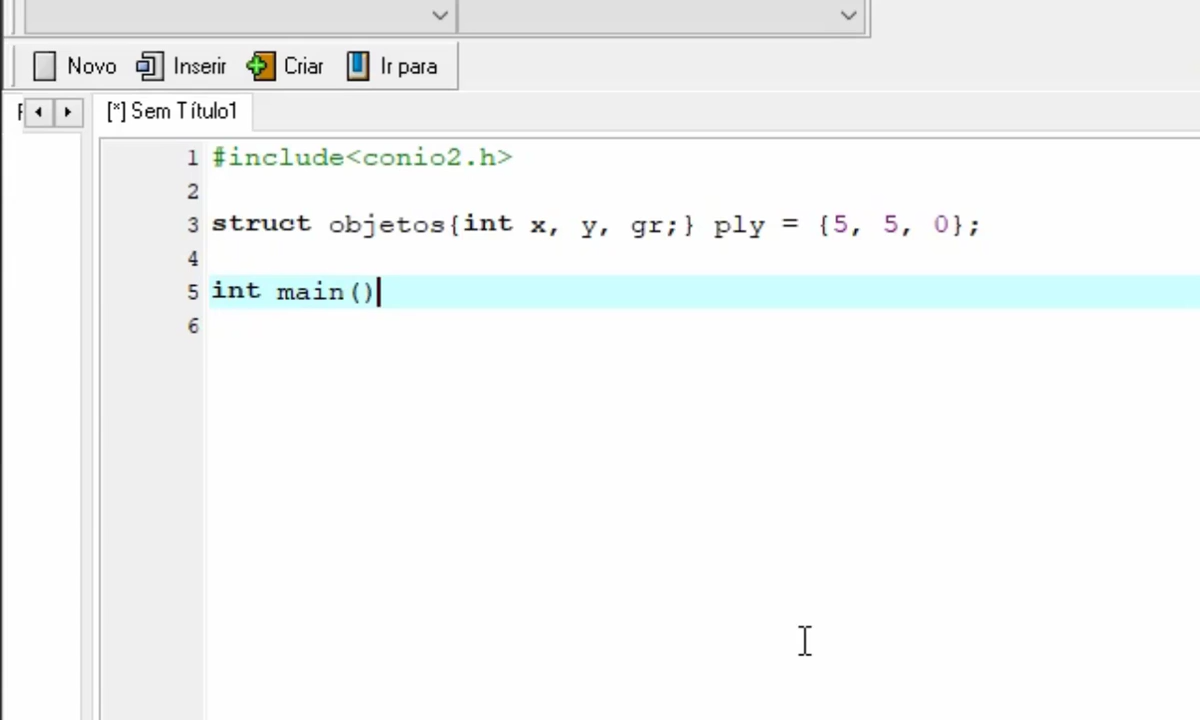 Novo Inserir Criar Ir para
[*] Sem Título1
1 #include<conio2.h>
2
3 struct objetos{int x, y, gr;} ply = {5, 5, 0};
4
5 int main()
6